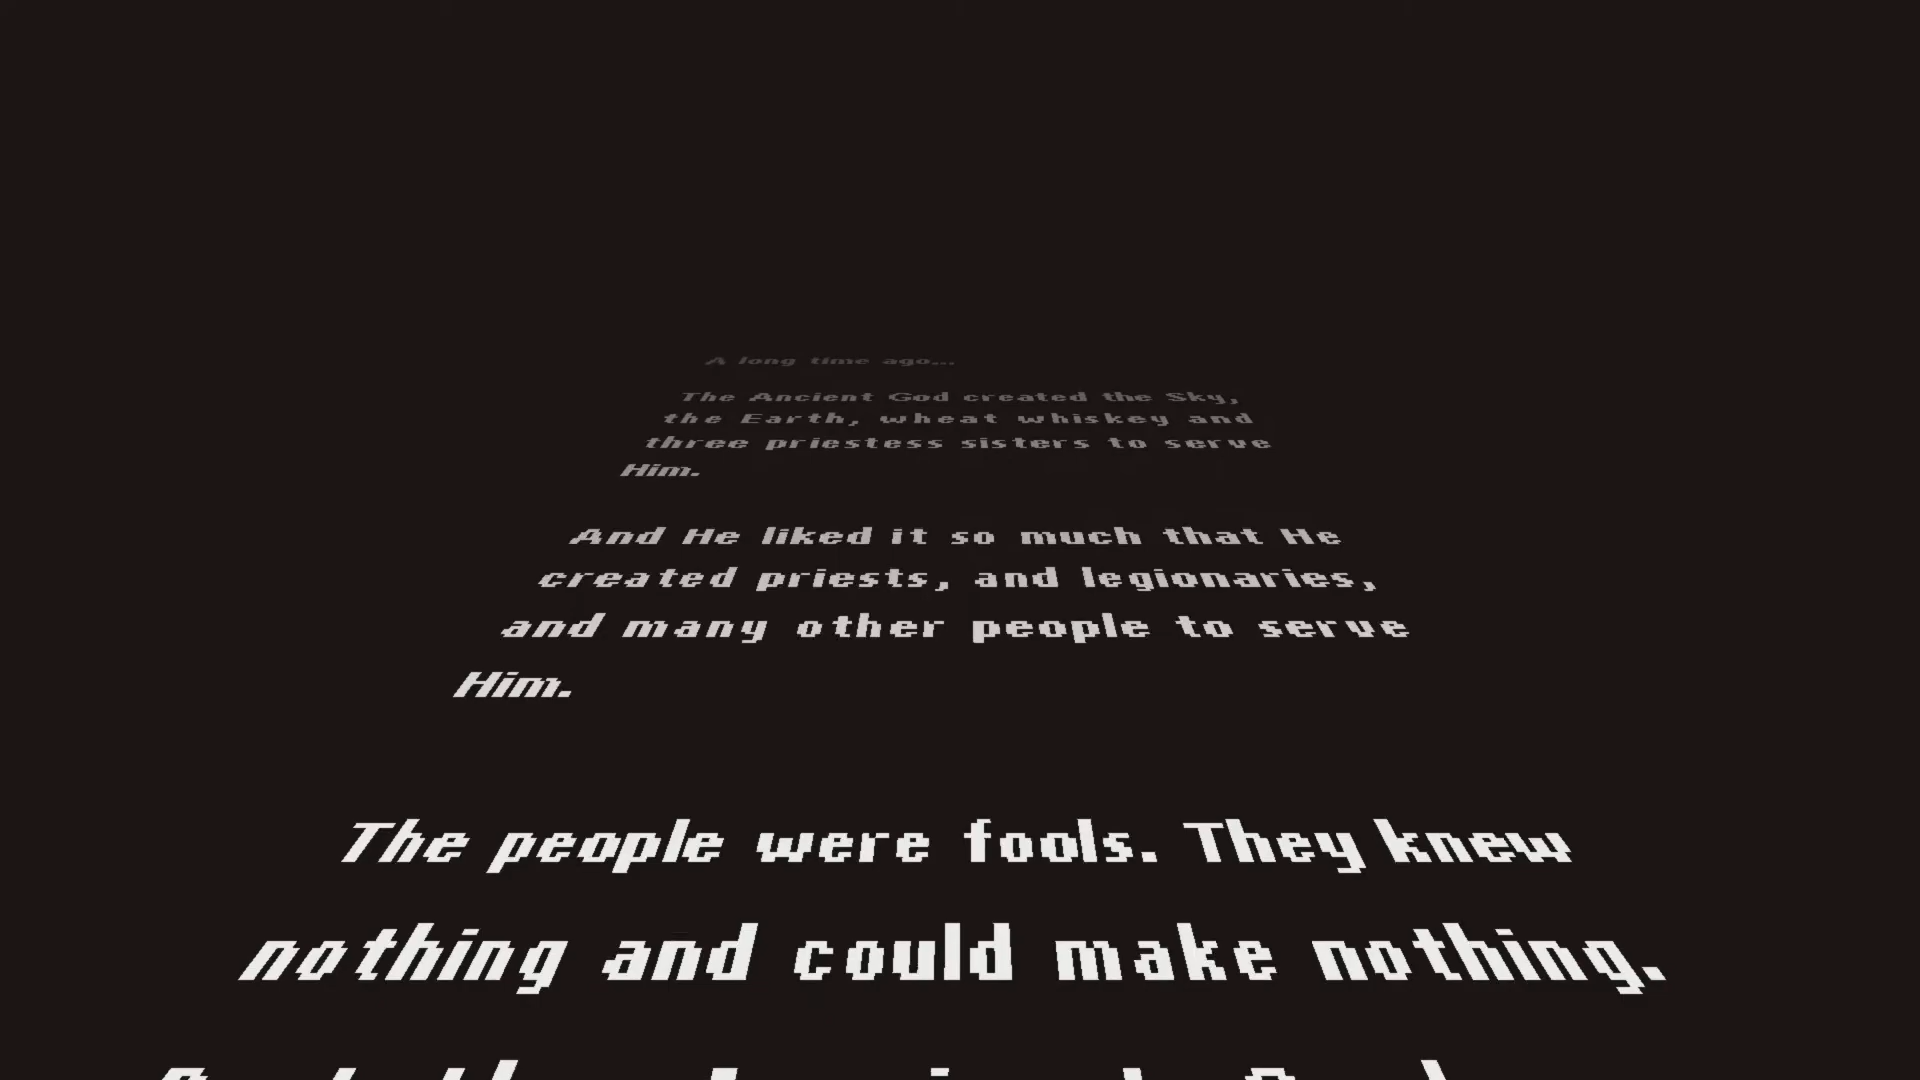 A long time ago...
The Ancient God created the Sky,
the Earth, wheat whiskey and
three priestess sisters to serve
Him.
And He liked it so much that He
created priests, and legionaries,
and many other people to serve
Him.
The people were fools. They knew
nothing and could make nothing.